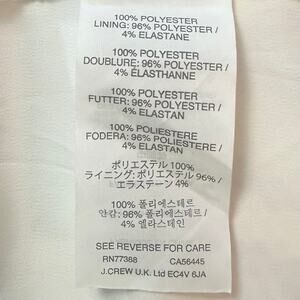 100% POLYESTER
LINING: 96% POLYESTER /
4% ELASTANE
100% POLYESTER
DOUBLURE: 96% POLYESTER /
4% ÉLASTHANNE
100% POLYESTER
FUTTER: 96% POLYESTER /
4% ELASTAN
100% POLIESTERE
FODERA: 96% POLIESTERE /
4% ELASTAN
ポリエステル 100%
ライニング: ポリエステル 96% /
エラステーン 4%
100% 폴리에스테르
안감: 96% 폴리에스테르 /
4% 엘라스테인
SEE REVERSE FOR CARE
RN77388 CA56445
J.CREW U.K. Ltd EC4V 6JA